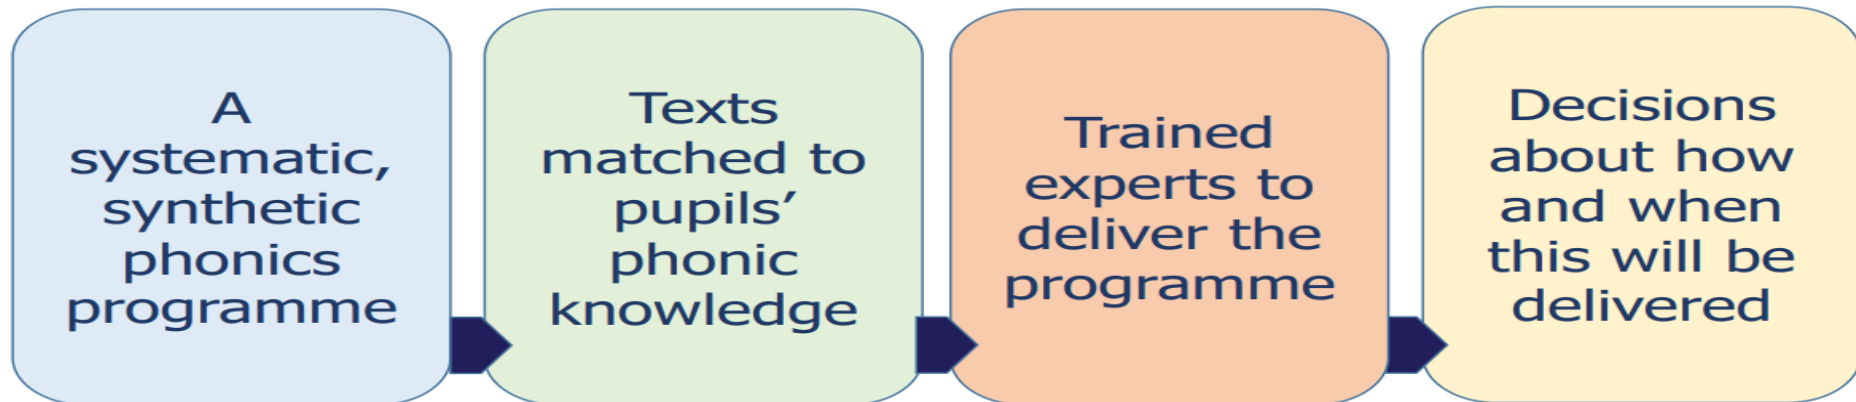 A
systematic,
synthetic
phonics
programme
Texts
matched to
pupils’
phonic
knowledge
Trained
experts to
deliver the
programme
Decisions
about how
and when
this will be
delivered